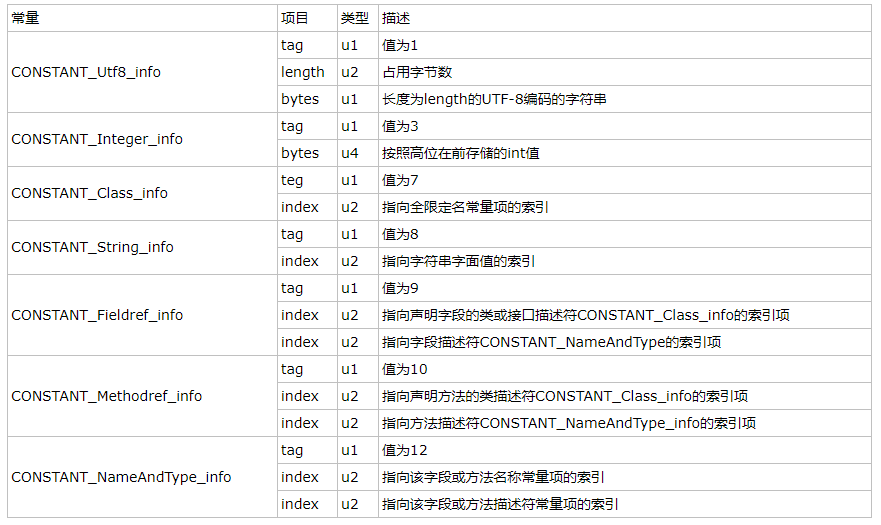 常量 项目 类型 描述
tag u1 值为1
CONSTANT_Utf8_info length u2 占用字节数
bytes u1 长度为length的UTF-8编码的字符串
CONSTANT_Integer_info tag u1 值为3
bytes u4 按照高位在前存储的int值
CONSTANT_Class_info teg u1 值为7
index u2 指向全限定名常量项的索引
CONSTANT_String_info tag u1 值为8
index u2 指向字符串字面值的索引
tag u1 值为9
CONSTANT_Fieldref_info index u2 指向声明字段的类或接口描述符CONSTANT_Class_info的索引项
index u2 指向字段描述符CONSTANT_NameAndType的索引项
tag u1 值为10
CONSTANT_Methodref_info index u2 指向声明方法的类描述符CONSTANT_Class_info的索引项
index u2 指向方法描述符CONSTANT_NameAndType_info的索引项
tag u1 值为12
CONSTANT_NameAndType_info index u2 指向该字段或方法名称常量项的索引
index u2 指向该字段或方法描述符常量项的索引